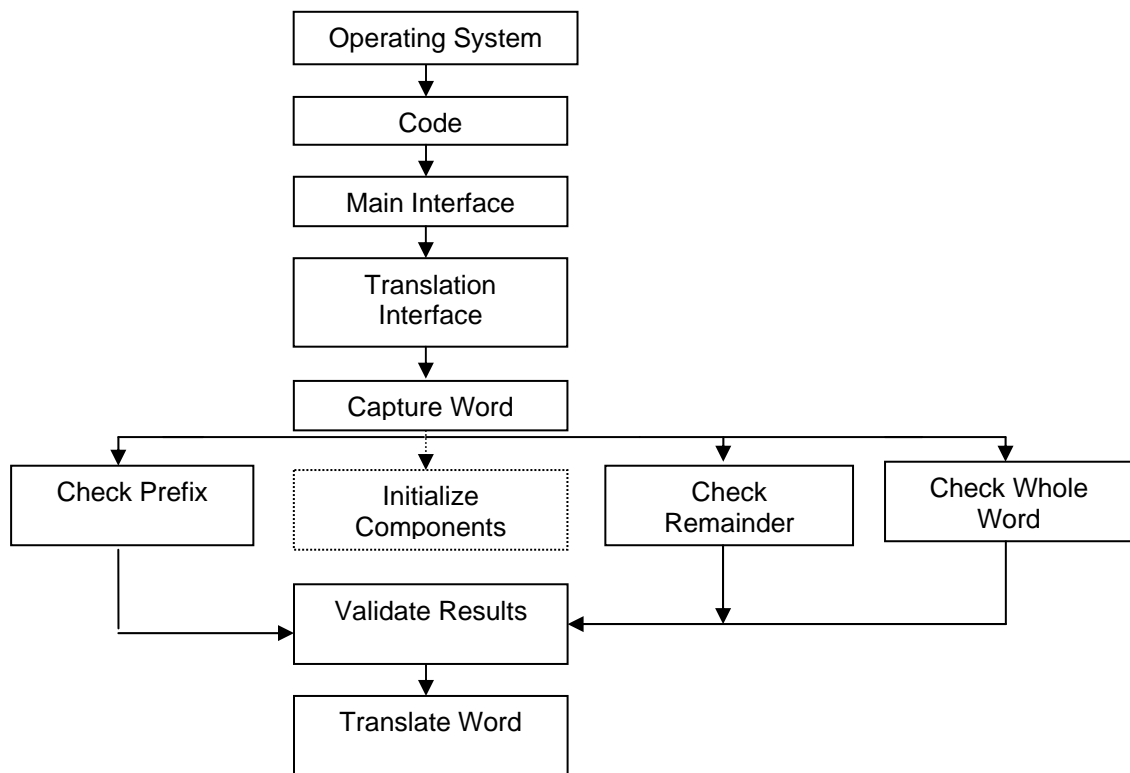 Operating System
Code
Main Interface
Translation
Interface
Capture Word
Check Prefix
Initialize
Components
Check
Remainder
Check Whole
Word
Validate Results
Translate Word